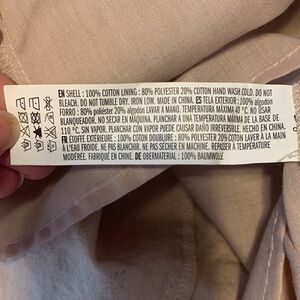 EN SHELL : 100% COTTON LINING : 80% POLYESTER 20% COTTON HAND WASH COLD. DO NOT
BLEACH. DO NOT TUMBLE DRY. IRON LOW. MADE IN CHINA. ES TELA EXTERIOR : 100% algodón
FORRO : 80% poliéster 20% algodón LAVAR A MANO. TEMPERATURA MÁXIMA 40 °C. NO USAR
BLANQUEADOR. NO SECAR EN MÁQUINA. PLANCHAR A UNA TEMPERATURA MÁXIMA DE LA BASE DE
110 °C, SIN VAPOR. PLANCHAR CON VAPOR PUEDE CAUSAR DAÑO IRREVERSIBLE. HECHO EN CHINA.
FR ÉTOFFE EXTÉRIEURE : 100% COTTON DOUBLURE : 80% POLYESTER 20% COTON LAVER À LA MAIN
À L'EAU FROIDE. NE PAS BLANCHIR. NE PAS SÉCHER EN MACHINE. REPASSER À TEMPÉRATURE
MODÉRÉE. FABRIQUÉ EN CHINE. DE OBERMATERIAL : 100% BAUMWOLLE